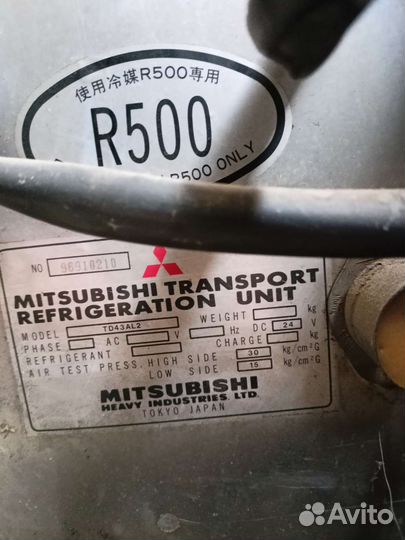 使用冷媒R500専用
R500
R500 ONLY
NO 96910210
MITSUBISHI TRANSPORT
REFRIGERATION UNIT
MODEL TD43AL2 WEIGHT kg
PHASE AC V Hz DC 24 V
REFRIGERANT CHARGE kg
AIR TEST PRESS. HIGH SIDE 30 kg/cm²G
LOW SIDE 15 kg/cm²G
MITSUBISHI
HEAVY INDUSTRIES, LTD.
TOKYO JAPAN
Avito